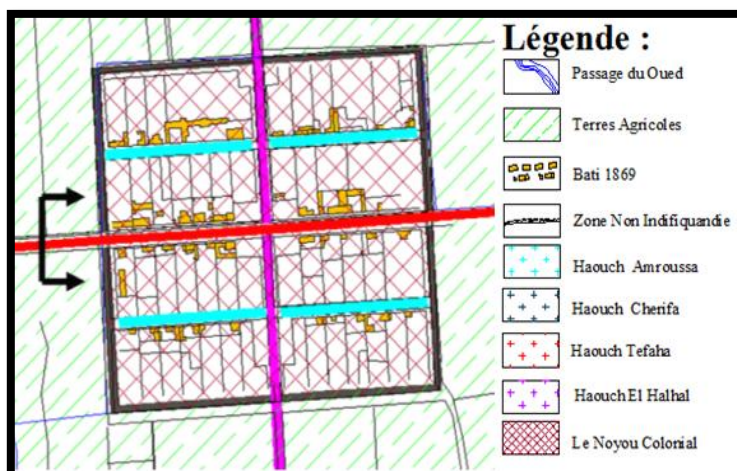 Légende :
Passage du Oued
Terres Agricoles
Bati 1869
Zone Non Indifiquandie
Haouch Amroussa
Haouch Cherifa
Haouch Tefaha
Haouch El Halhal
Le Noyou Colonial